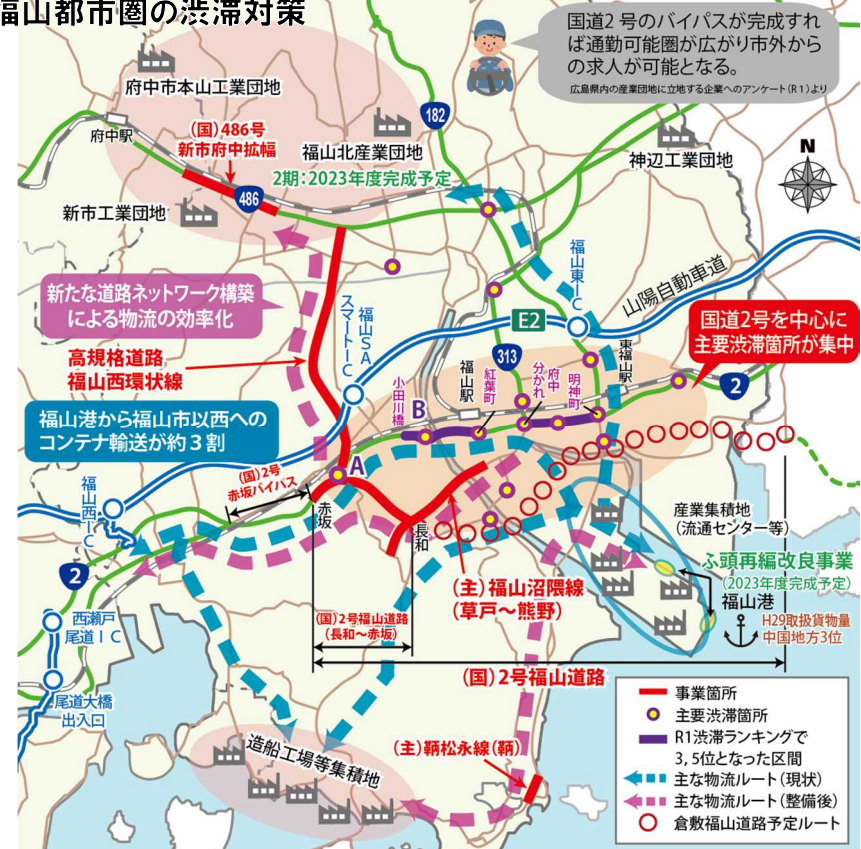 福山都市圏の渋滞対策
国道2号のバイパスが完成すれ
ば通勤可能圏が広がり市外から
の求人が可能となる。
広島県内の産業団地に立地する企業へのアンケート(R1)より
府中市本山工業団地
182
府中駅
(国)486号
新市府中拡幅
福山北産業団地
2期:2023年度完成予定
神辺工業団地
N
486
新市工業団地
福山東IC
山陽自動車道
新たな道路ネットワーク構築
による物流の効率化
福山SA
スマートIC
E2
国道2号を中心に
主要渋滞箇所が集中
高規格道路
福山西環状線
313
東福山駅
福山駅
紅葉町
府中
分かれ
明神町
小田川橋
B
2
福山港から福山市以西への
コンテナ輸送が約3割
(国)2号
赤坂バイパス
A
福山西IC
赤坂
長和
産業集積地
(流通センター等)
2
ふ頭再編改良事業
(2023年度完成予定)
(主)福山沼隈線
(草戸~熊野)
福山港
H29取扱貨物量
中国地方3位
西瀬戸
尾道IC
(国)2号福山道路
(長和~赤坂)
(国)2号福山道路
尾道大橋
出入口
造船工場等集積地
(主)鞆松永線(鞆)
事業箇所
主要渋滞箇所
R1渋滞ランキングで
3,5位となった区間
主な物流ルート(現状)
主な物流ルート(整備後)
倉敷福山道路予定ルート